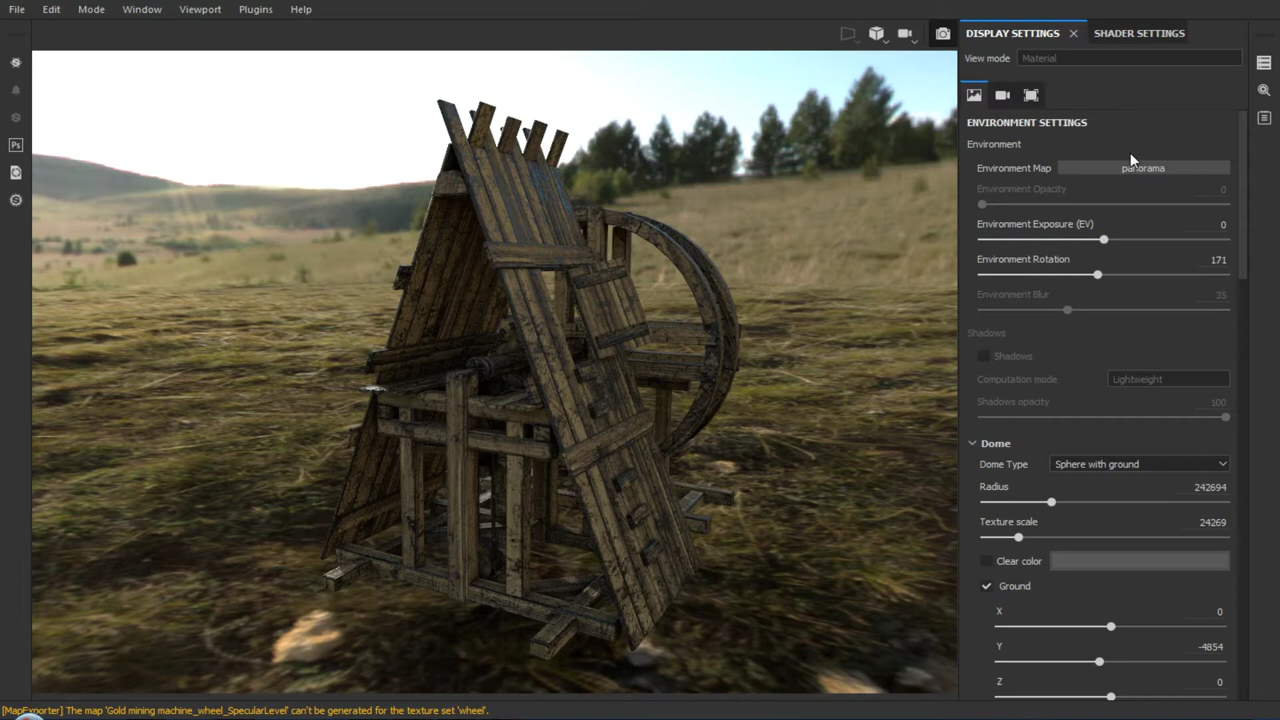 File Edit Mode Window Viewport Plugins Help
DISPLAY SETTINGS SHADER SETTINGS
View mode Material
Ps
ENVIRONMENT SETTINGS
Environment
Environment Map panorama
Environment Opacity 0
Environment Exposure (EV) 0
Environment Rotation 171
Environment Blur 35
Shadows
Shadows
Computation mode Lightweight
Shadows opacity 100
Dome
Dome Type Sphere with ground
Radius 242694
Texture scale 24269
Clear color
Ground
X 0
Y -4854
Z 0
[MapExporter] The map 'Gold mining machine_wheel_SpecularLevel' can't be generated for the texture set 'wheel'.